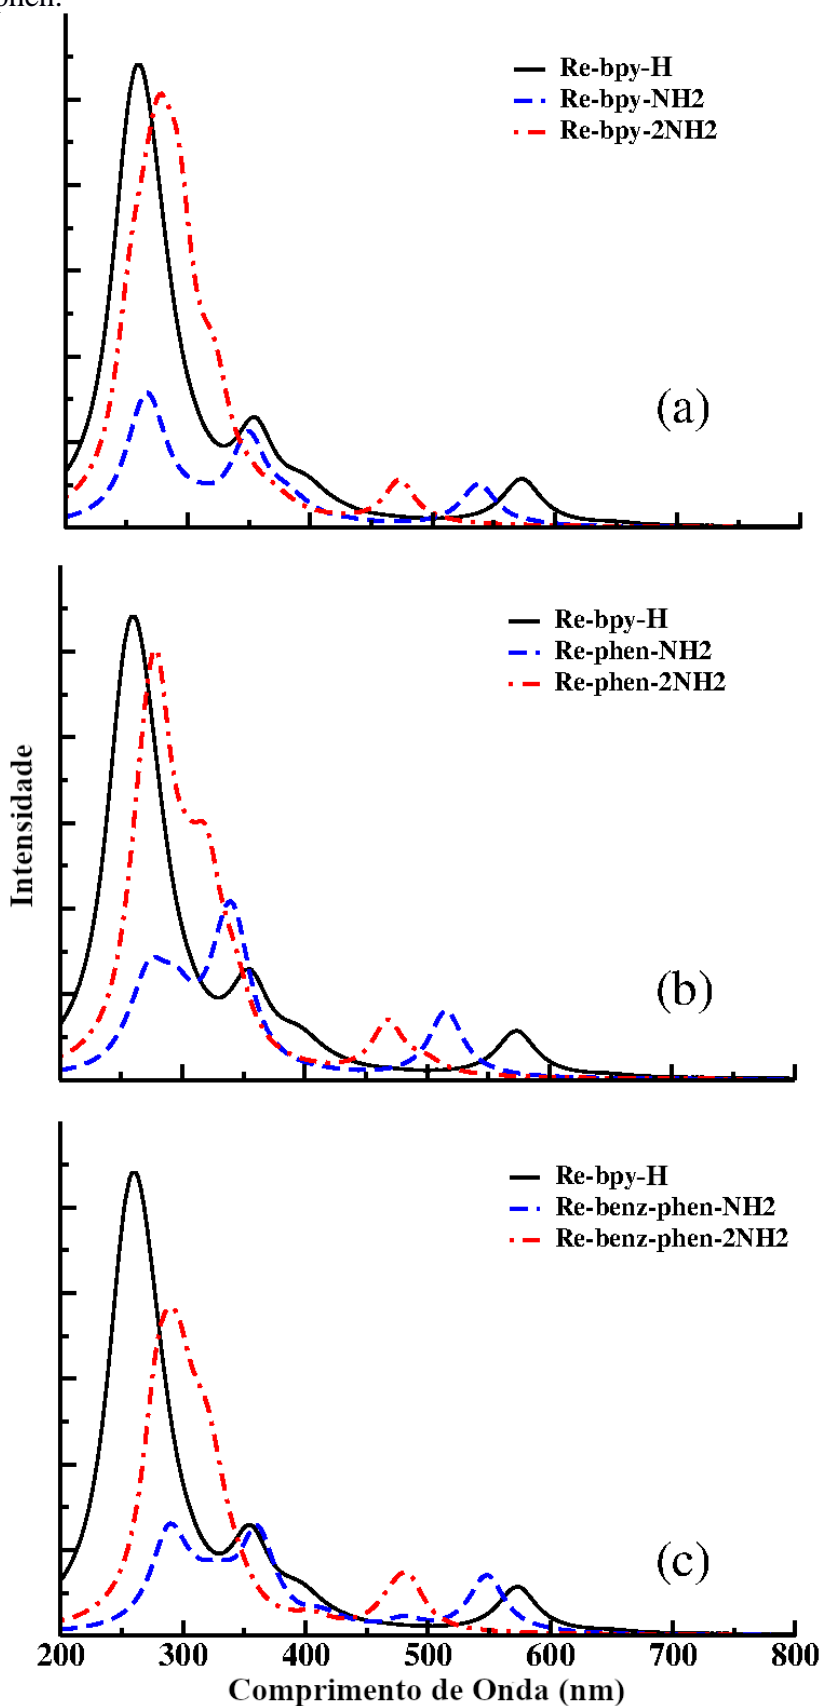 phen.
Re-bpy-H
Re-bpy-NH2
Re-bpy-2NH2
(a)
Re-bpy-H
Re-phen-NH2
Re-phen-2NH2
(b)
Intensidade
Re-bpy-H
Re-benz-phen-NH2
Re-benz-phen-2NH2
(c)
200 300 400 500 600 700 800
Comprimento de Onda (nm)